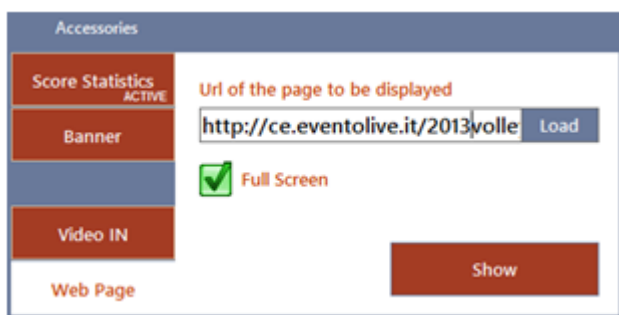 Accessories
Score Statistics
ACTIVE
Banner
Video IN
Web Page
Url of the page to be displayed
http://ce.eventolive.it/2013volle
Load
Full Screen
Show